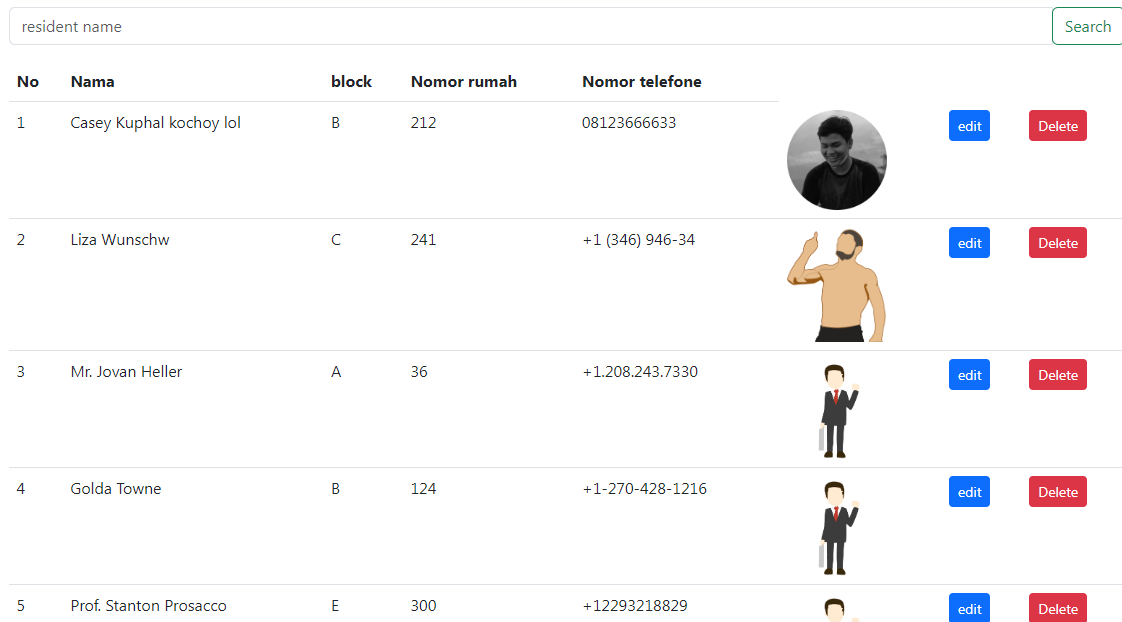 resident name Search
No Nama block Nomor rumah Nomor telefone
1 Casey Kuphal kochoy lol B 212 08123666633 edit Delete
2 Liza Wunschw C 241 +1 (346) 946-34 edit Delete
3 Mr. Jovan Heller A 36 +1.208.243.7330 edit Delete
4 Golda Towne B 124 +1-270-428-1216 edit Delete
5 Prof. Stanton Prosacco E 300 +12293218829 edit Delete